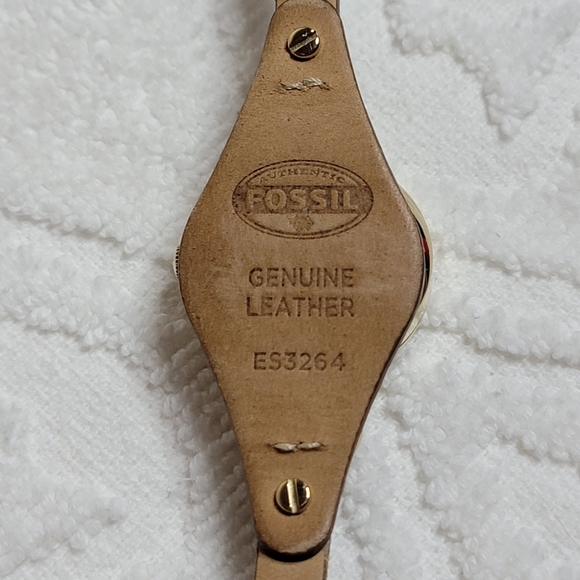 AUTHENTIC
FOSSIL
GENUINE
LEATHER
ES3264